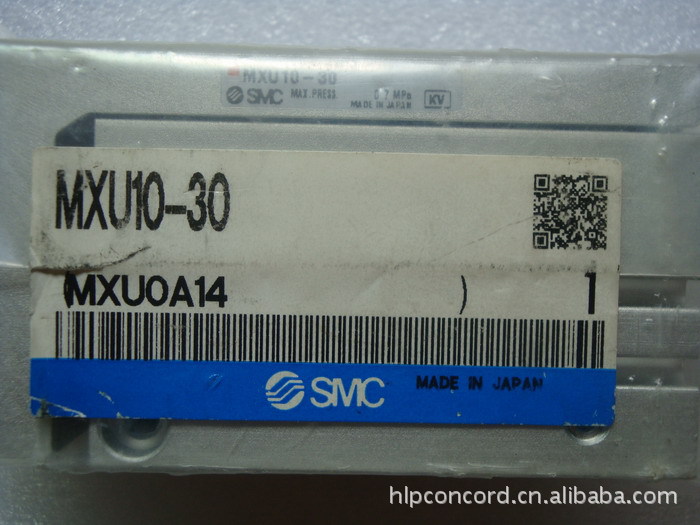 MXU10-30
SMC MAX.PRESS 0.7 MPa
MADE IN JAPAN
KV
MXU10-30
(MXU0A14 ) 1
SMC MADE IN JAPAN
hlpconcord.cn.alibaba.com